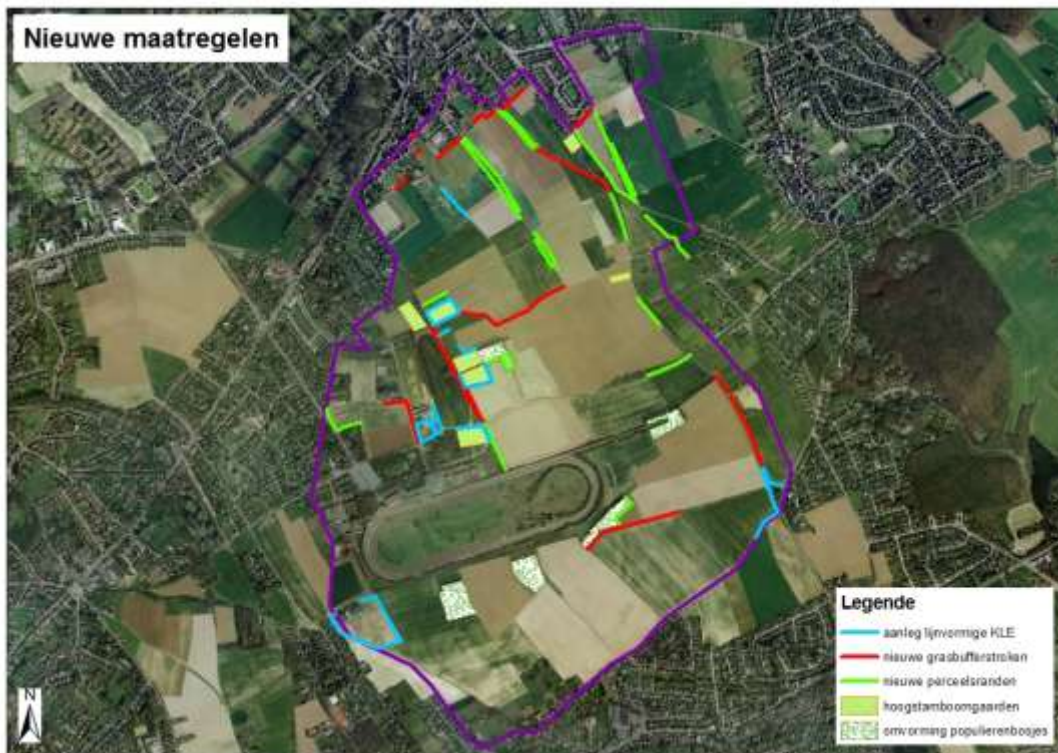 Nieuwe maatregelen
Legende
aanleg lijnvormige KLE
nieuwe grasbufferstroken
nieuwe perceelsranden
hoogstamboomgaarden
omvorming populierenbosjes
N